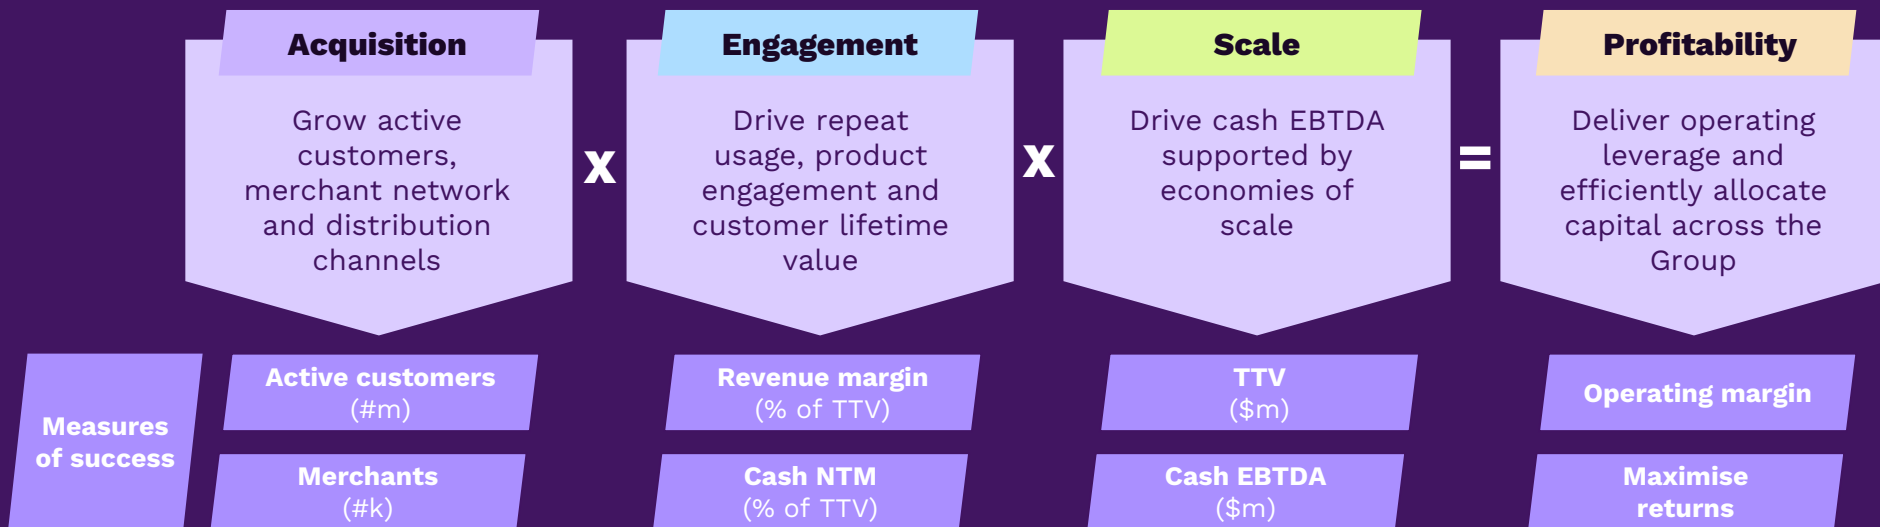 Acquisition
Grow active
customers,
merchant network
and distribution
channels
x
Engagement
Drive repeat
usage, product
engagement and
customer lifetime
value
x
Scale
Drive cash EBTDA
supported by
economies of
scale
=
Profitability
Deliver operating
leverage and
efficiently allocate
capital across the
Group
Measures
of success
Active customers
(#m)
Revenue margin
(% of TTV)
TTV
($m)
Operating margin
Merchants
(#k)
Cash NTM
(% of TTV)
Cash EBTDA
($m)
Maximise
returns